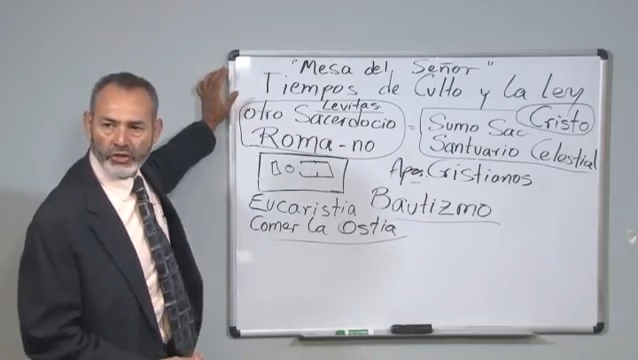 "Mesa del Señor"
Tiempos de Culto y la Ley
Levitas
otro Sacerdocio
Roma-no
= Sumo Sac. Cristo
Santuario Celestial
Apos. Cristianos
Eucaristia Bautizmo
Comer la Ostia